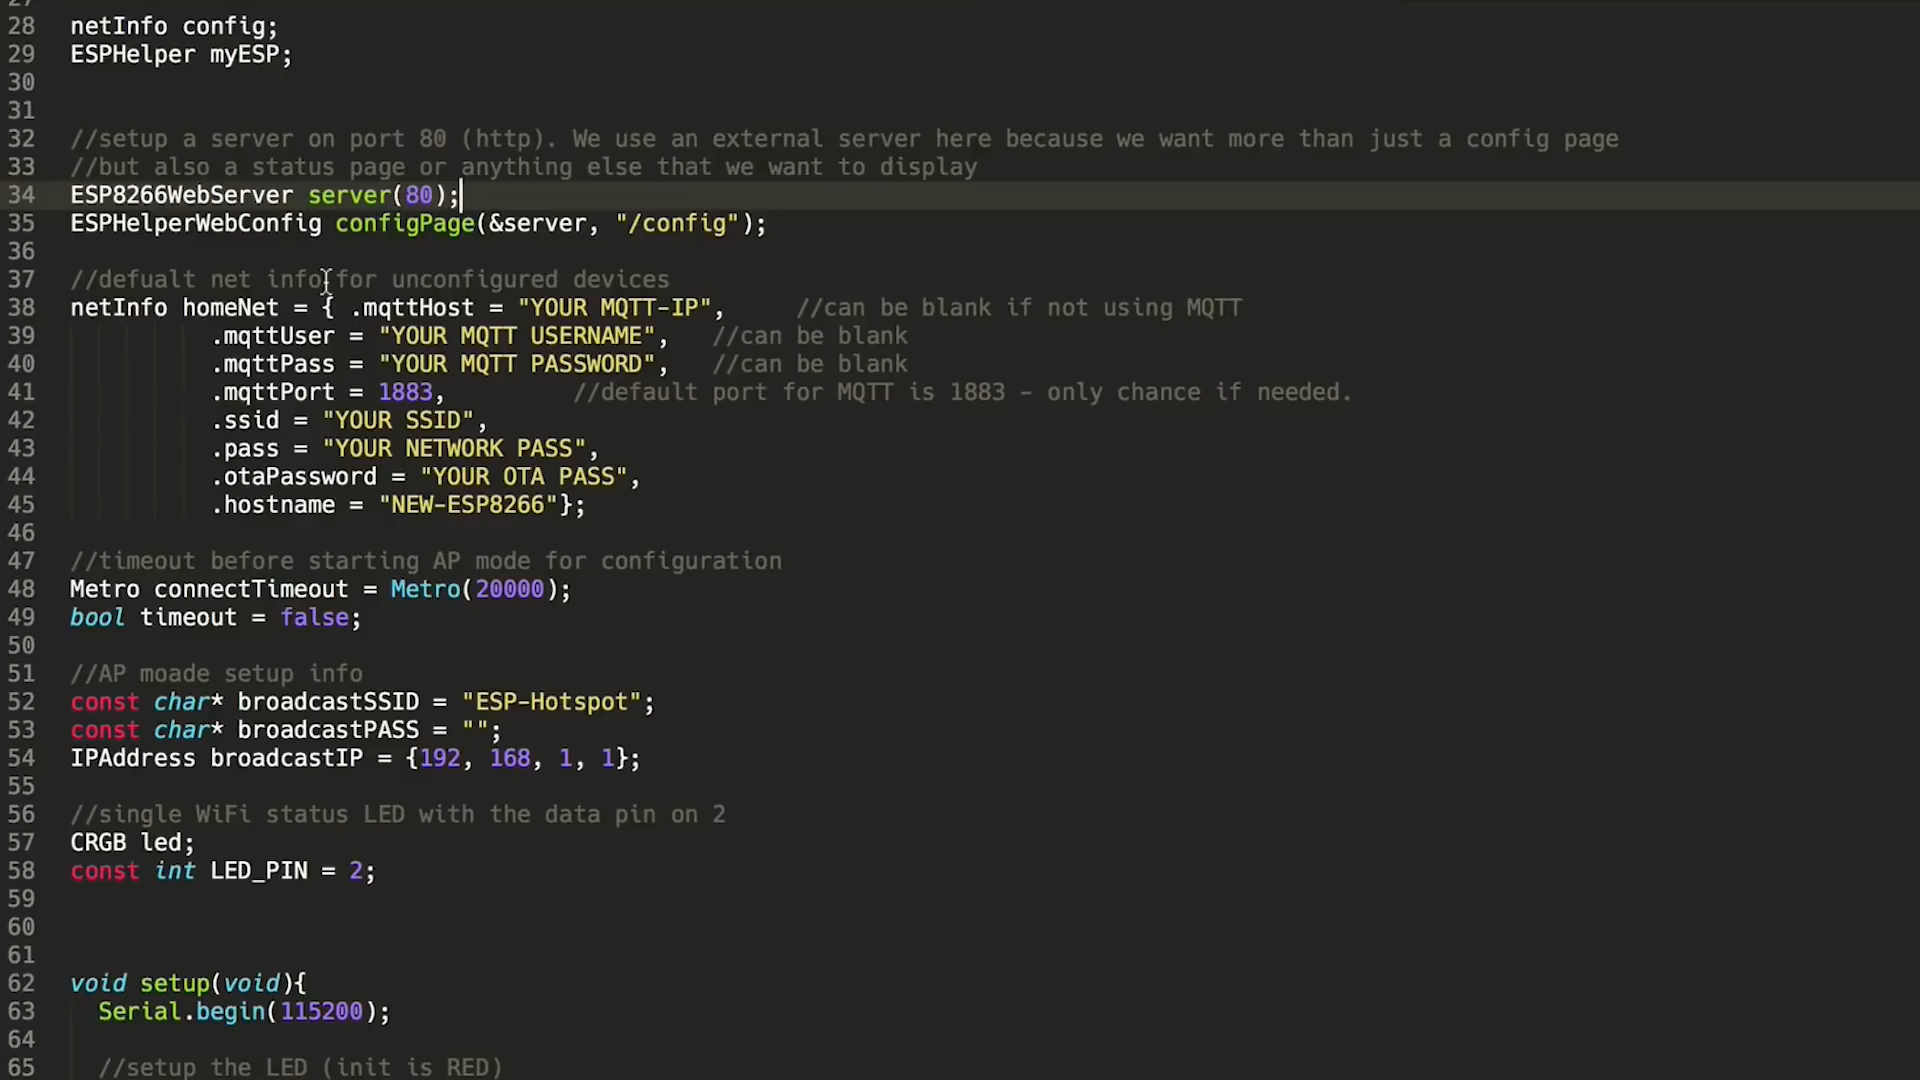 28 netInfo config;
29 ESPHelper myESP;
30
31
32 //setup a server on port 80 (http). We use an external server here because we want more than just a config page
33 //but also a status page or anything else that we want to display
34 ESP8266WebServer server(80);
35 ESPHelperWebConfig configPage(&server, "/config");
36
37 //defualt net info for unconfigured devices
38 netInfo homeNet = { .mqttHost = "YOUR MQTT-IP", //can be blank if not using MQTT
39 .mqttUser = "YOUR MQTT USERNAME", //can be blank
40 .mqttPass = "YOUR MQTT PASSWORD", //can be blank
41 .mqttPort = 1883, //default port for MQTT is 1883 - only chance if needed.
42 .ssid = "YOUR SSID",
43 .pass = "YOUR NETWORK PASS",
44 .otaPassword = "YOUR OTA PASS",
45 .hostname = "NEW-ESP8266"};
46
47 //timeout before starting AP mode for configuration
48 Metro connectTimeout = Metro(20000);
49 bool timeout = false;
50
51 //AP moade setup info
52 const char* broadcastSSID = "ESP-Hotspot";
53 const char* broadcastPASS = "";
54 IPAddress broadcastIP = {192, 168, 1, 1};
55
56 //single WiFi status LED with the data pin on 2
57 CRGB led;
58 const int LED_PIN = 2;
59
60
61
62 void setup(void){
63 Serial.begin(115200);
64
65 //setup the LED (init is RED)